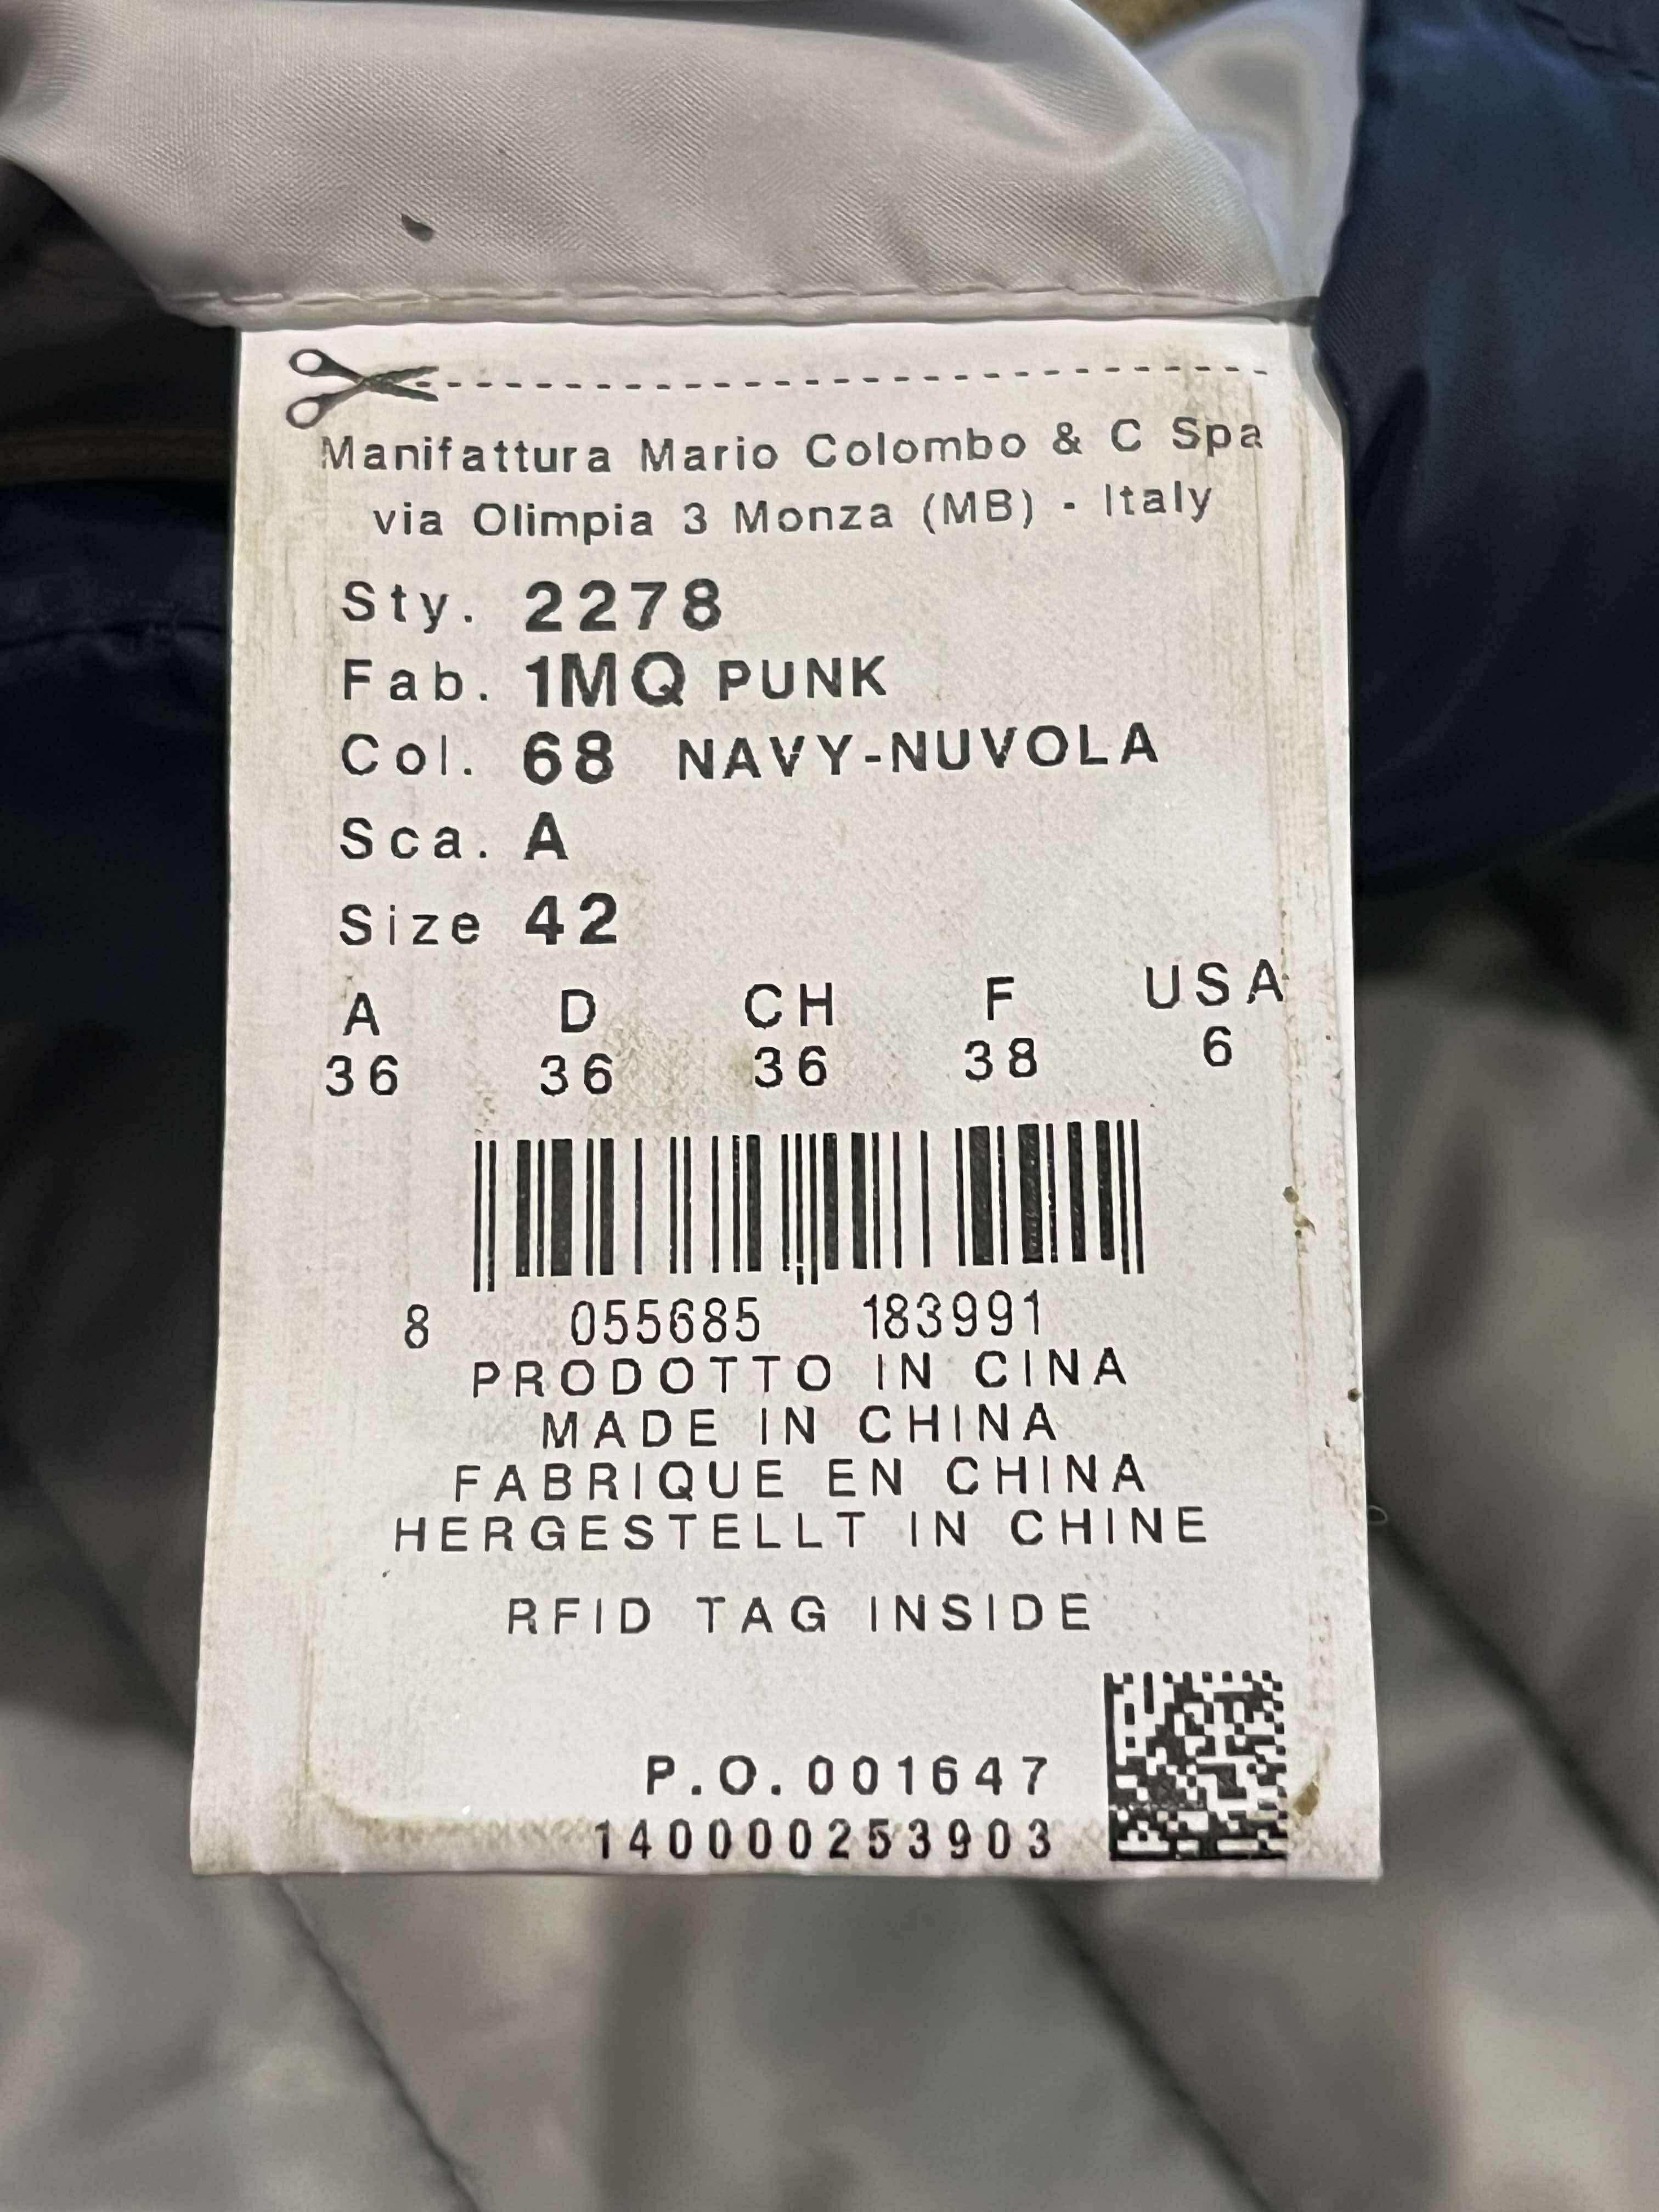 Manifattura Mario Colombo & C Spa
via Olimpia 3 Monza (MB) - Italy
Sty. 2278
Fab. 1MQ PUNK
Col. 68 NAVY-NUVOLA
Sca. A
Size 42
A D CH F USA
36 36 36 38 6
8 055685 183991
PRODOTTO IN CINA
MADE IN CHINA
FABRIQUE EN CHINA
HERGESTELLT IN CHINE
RFID TAG INSIDE
P.O.001647
140000253903